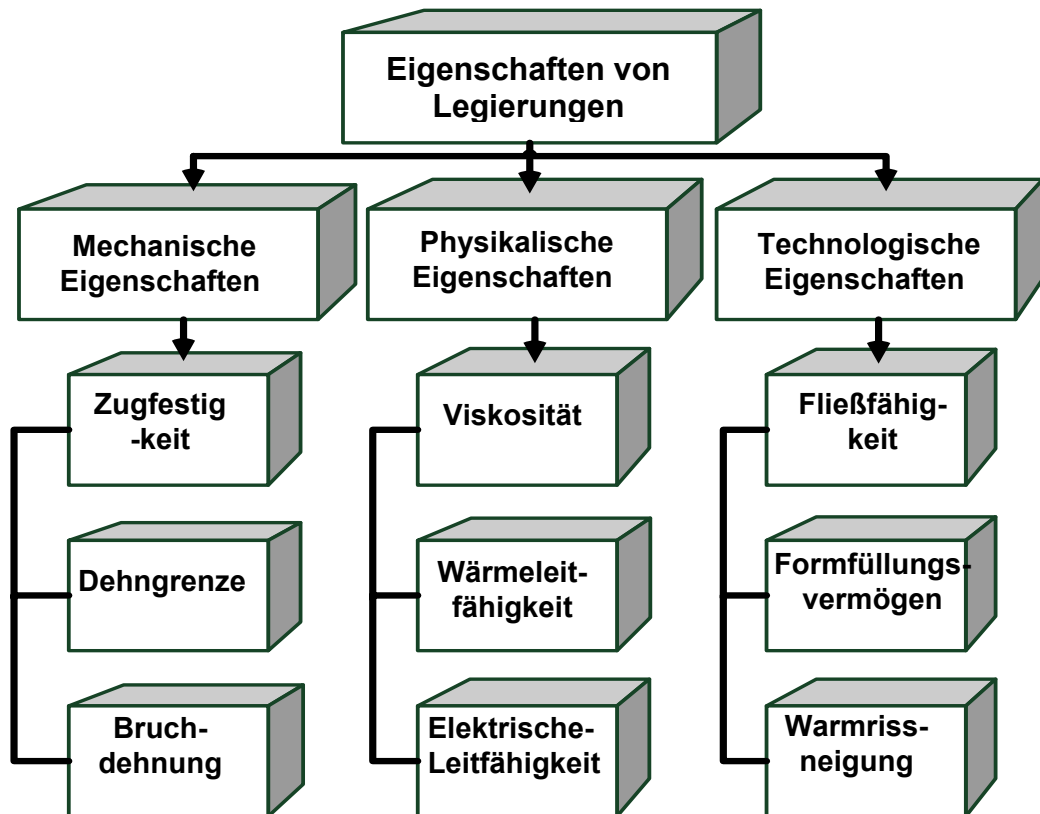 Eigenschaften von
Legierungen
Mechanische
Eigenschaften
Physikalische
Eigenschaften
Technologische
Eigenschaften
Zugfestig
-keit
Viskosität
Fließfähig-
keit
Dehngrenze
Wärmeleit-
fähigkeit
Formfüllungs-
vermögen
Bruch-
dehnung
Elektrische-
Leitfähigkeit
Warmriss-
neigung